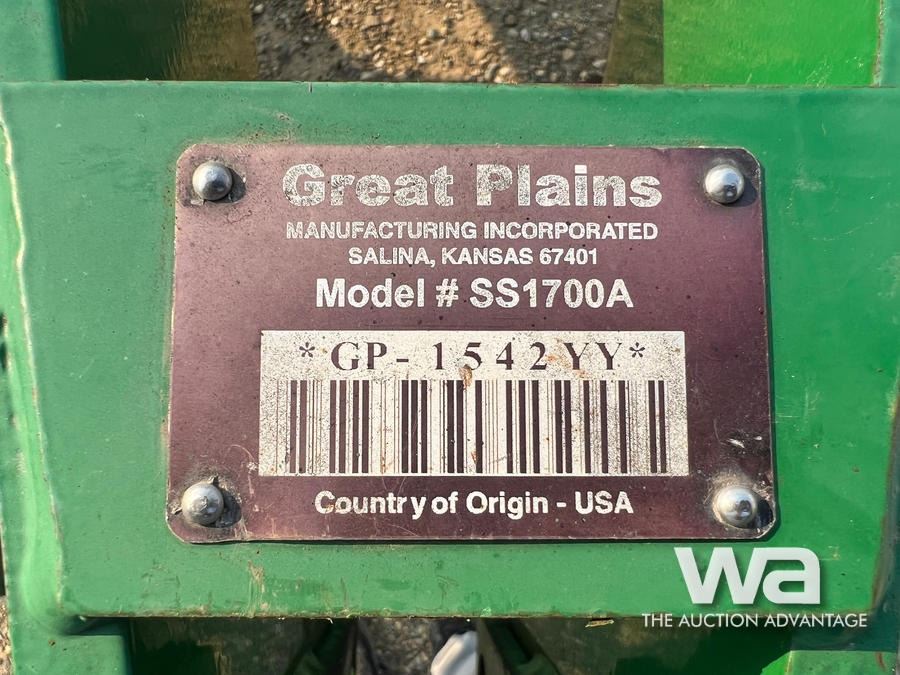 Great Plains
MANUFACTURING INCORPORATED
SALINA, KANSAS 67401
Model # SS1700A
*GP-1542YY*
Country of Origin - USA
wa
THE AUCTION ADVANTAGE